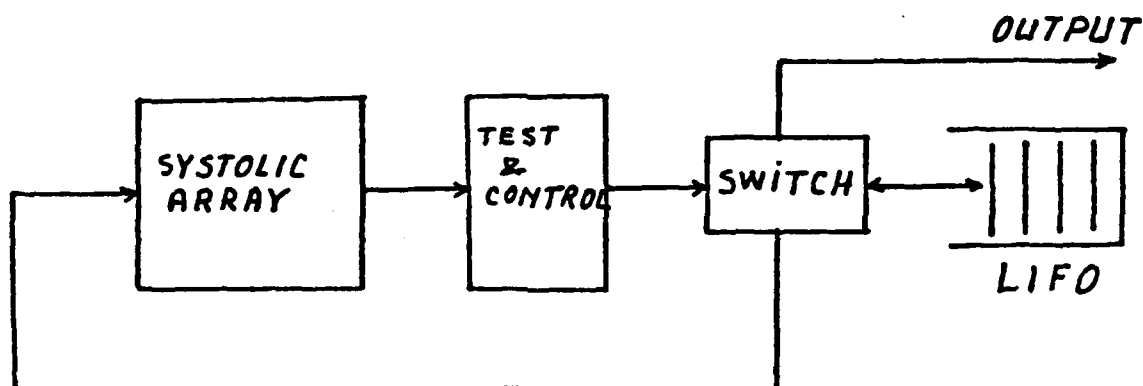 OUTPUT
SYSTOLIC
ARRAY
TEST
&
CONTROL
SWITCH
LIFO